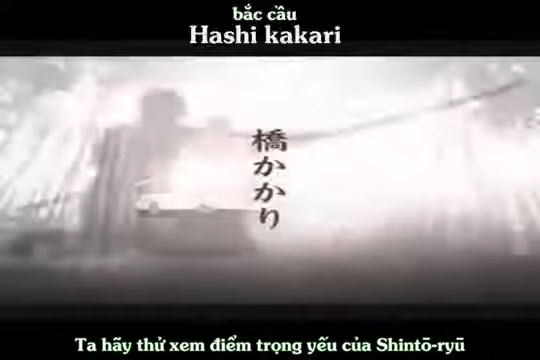 bắc cầu
Hashi kakari
橋かかり
Ta hãy thử xem điểm trọng yếu của Shintō-ryū